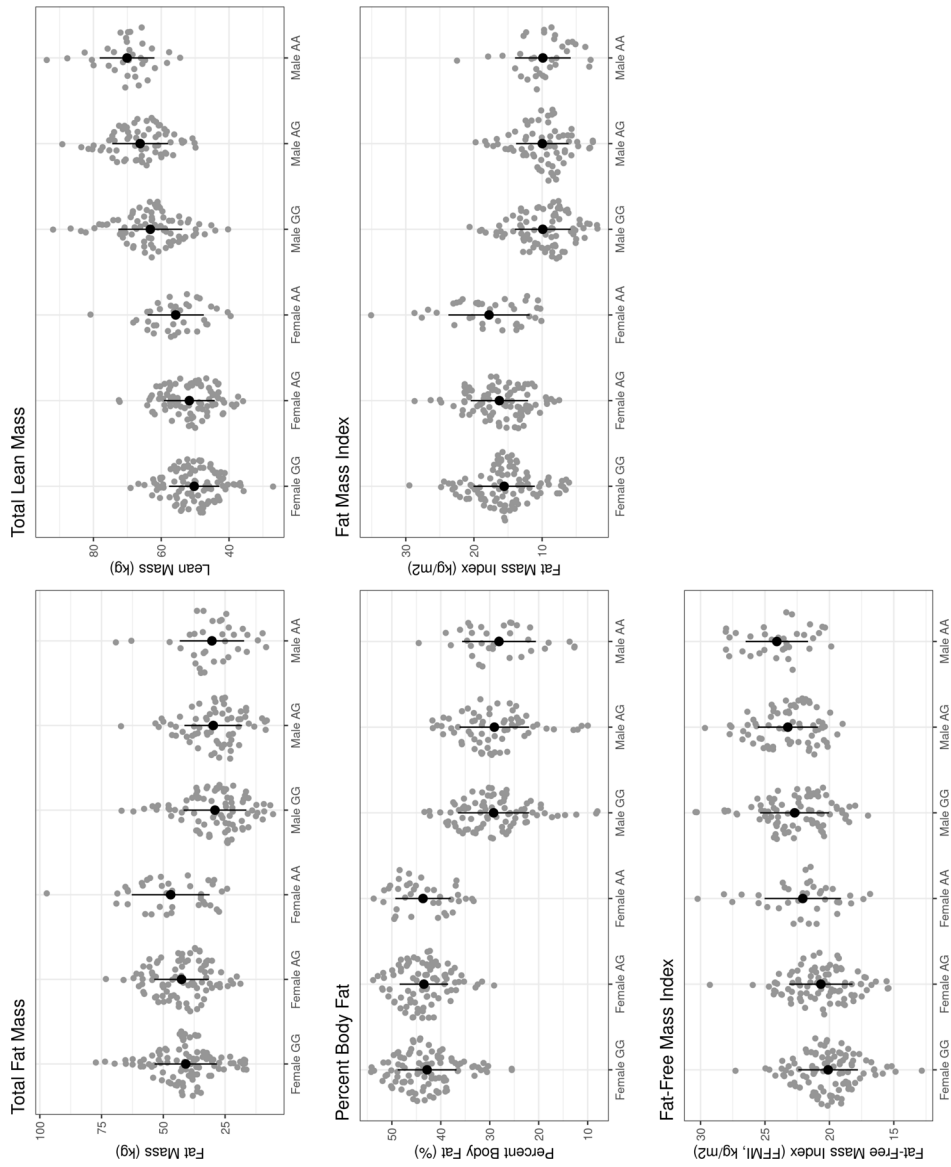 Total Fat Mass
Fat Mass (kg)
100
75
50
25
Female GG
Female AG
Female AA
Male GG
Male AG
Male AA
Total Lean Mass
Lean Mass (kg)
80
60
40
Female GG
Female AG
Female AA
Male GG
Male AG
Male AA
Percent Body Fat
Percent Body Fat (%)
50
40
30
20
10
Female GG
Female AG
Female AA
Male GG
Male AG
Male AA
Fat Mass Index
Fat Mass Index (kg/m2)
30
20
10
Female GG
Female AG
Female AA
Male GG
Male AG
Male AA
Fat-Free Mass Index
Fat-Free Mass Index (FFMI, kg/m2)
30
25
20
15
Female GG
Female AG
Female AA
Male GG
Male AG
Male AA